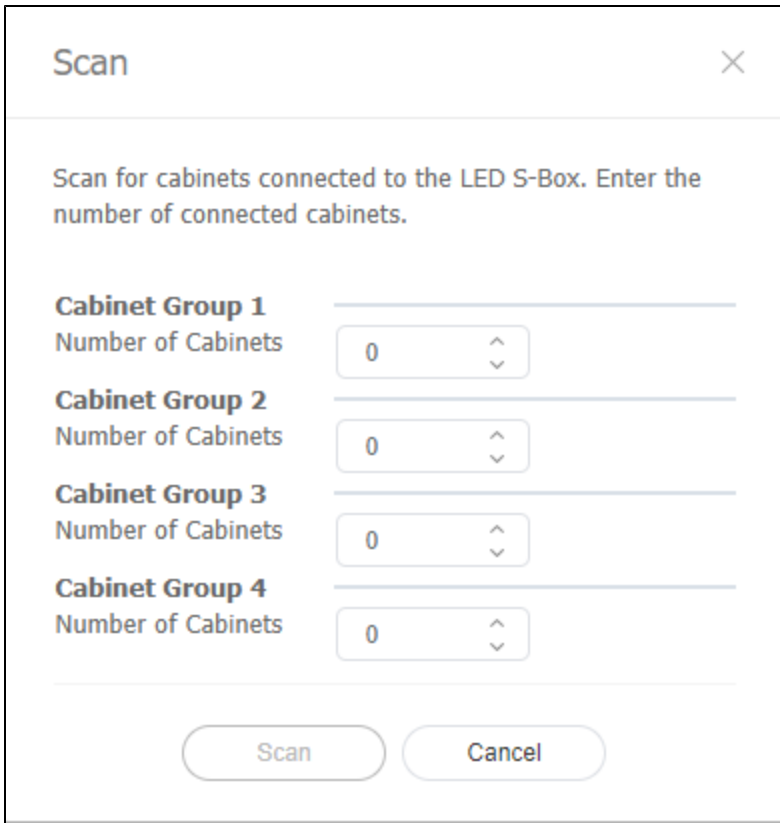 Scan
Scan for cabinets connected to the LED S-Box. Enter the
number of connected cabinets.
Cabinet Group 1
Number of Cabinets
0
Cabinet Group 2
Number of Cabinets
0
Cabinet Group 3
Number of Cabinets
0
Cabinet Group 4
Number of Cabinets
0
Scan
Cancel